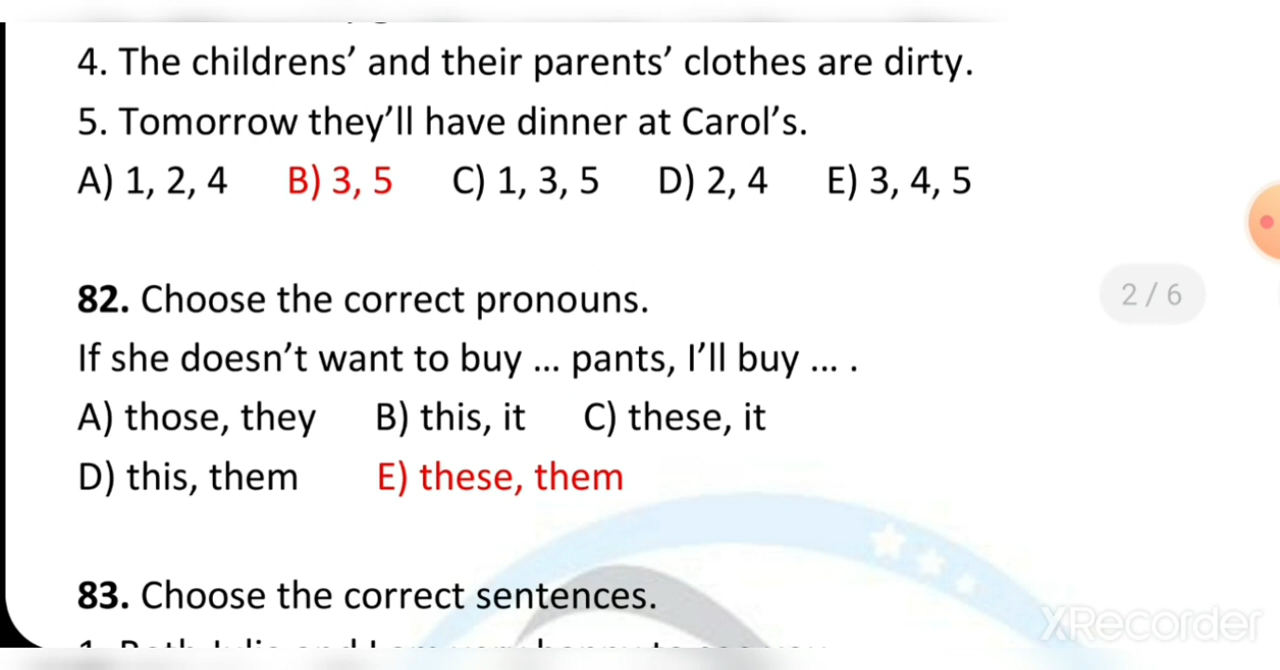 4. The childrens’ and their parents’ clothes are dirty.
5. Tomorrow they’ll have dinner at Carol’s.
A) 1, 2, 4 B) 3, 5 C) 1, 3, 5 D) 2, 4 E) 3, 4, 5
82. Choose the correct pronouns.
2 / 6
If she doesn’t want to buy ... pants, I’ll buy ... .
A) those, they B) this, it C) these, it
D) this, them E) these, them
83. Choose the correct sentences.
XRecorder